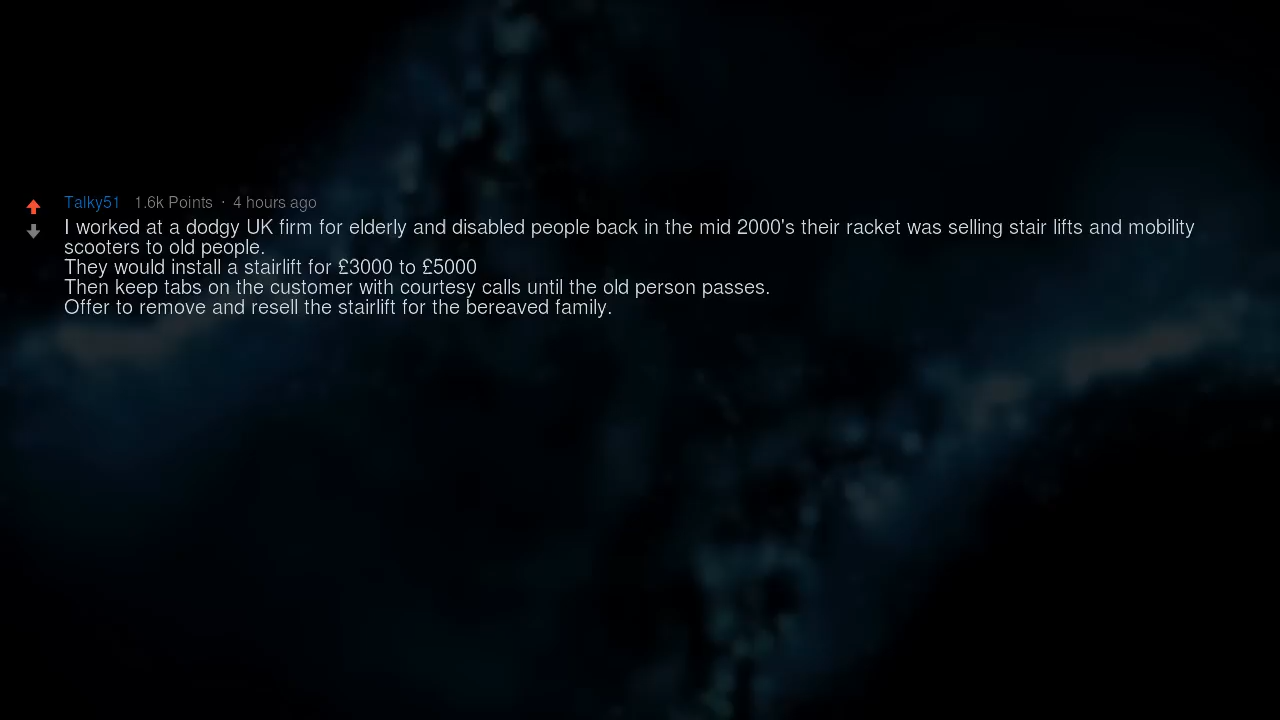 Talky51 1.6k Points · 4 hours ago
I worked at a dodgy UK firm for elderly and disabled people back in the mid 2000's their racket was selling stair lifts and mobility
scooters to old people.
They would install a stairlift for £3000 to £5000
Then keep tabs on the customer with courtesy calls until the old person passes.
Offer to remove and resell the stairlift for the bereaved family.